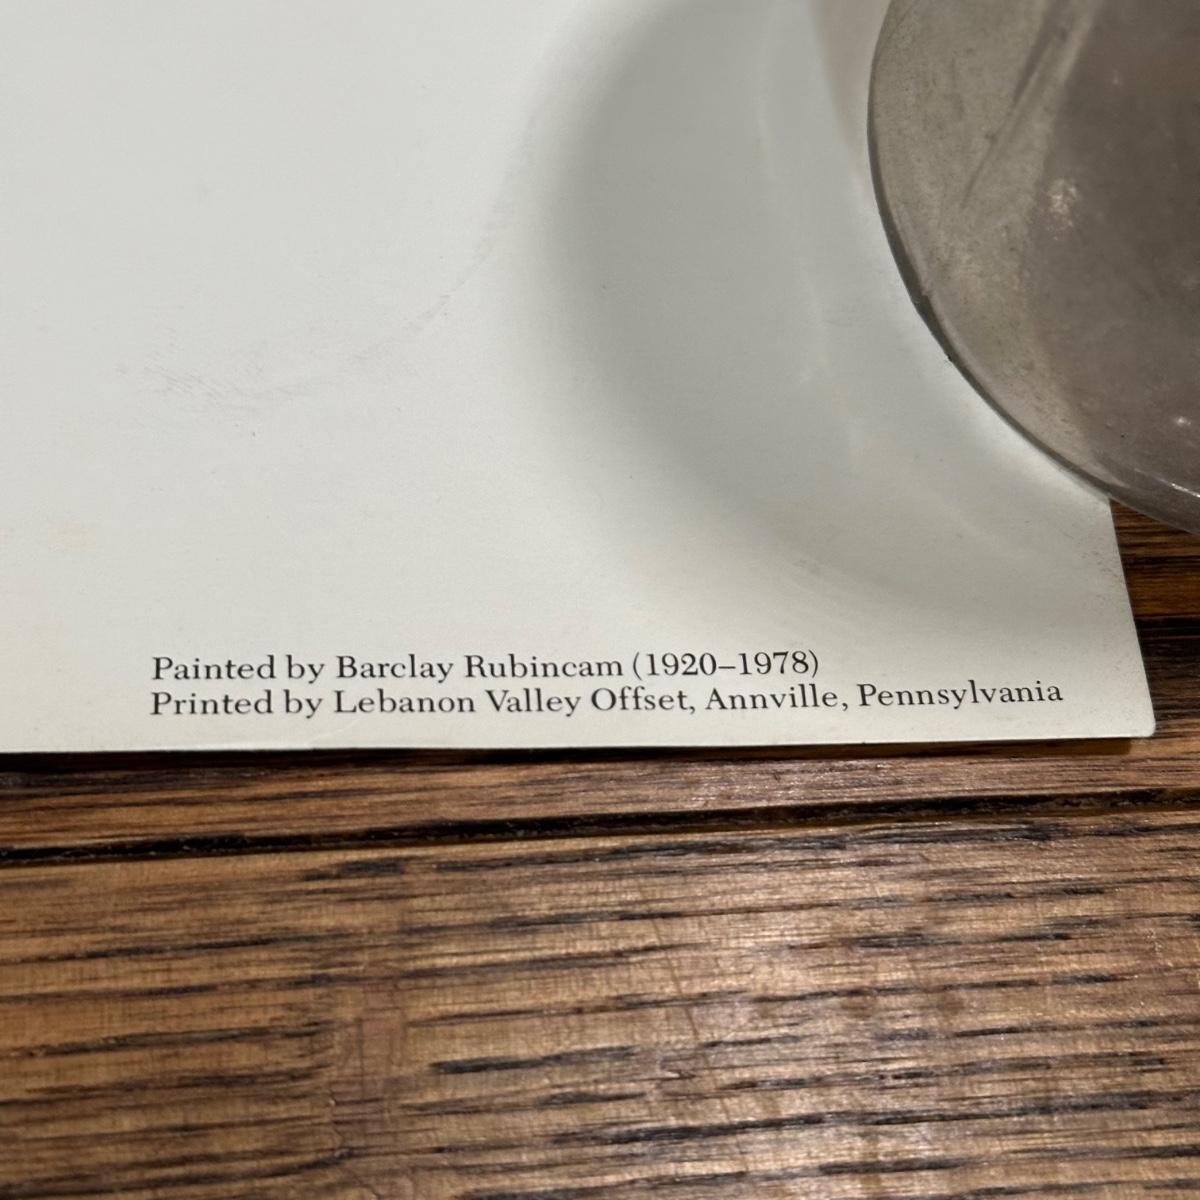 Painted by Barclay Rubincam (1920–1978)
Printed by Lebanon Valley Offset, Annville, Pennsylvania